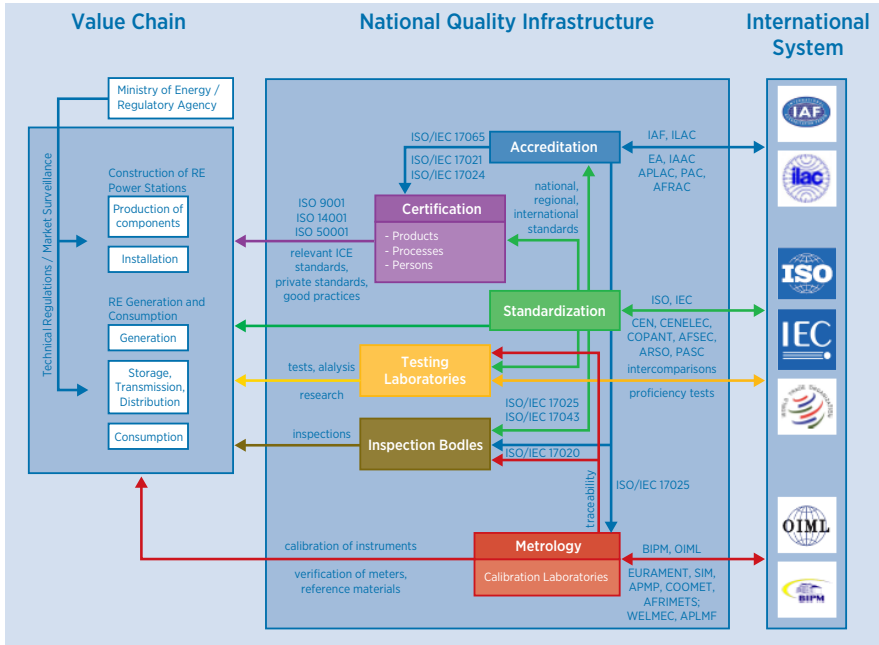 Value Chain
National Quality Infrastructure
International
System
Ministry of Energy /
Regulatory Agency
Technical Regulations / Market Surveillance
Construction of RE
Power Stations
Production of
components
Installation
RE Generation and
Consumption
Generation
Storage,
Transmission,
Distribution
Consumption
ISO/IEC 17065
ISO/IEC 17021
ISO/IEC 17024
Accreditation
IAF, ILAC
EA, IAAC
APLAC, PAC,
AFRAC
ISO 9001
ISO 14001
ISO 50001
relevant ICE
standards,
private standards,
good practices
Certification
- Products
- Processes
- Persons
national,
regional,
international
standards
Standardization
ISO, IEC
CEN, CENELEC,
COPANT, AFSEC,
ARSO, PASC
tests, alalysis
research
Testing
Laboratories
intercomparisons
proficiency tests
ISO/IEC 17025
ISO/IEC 17043
inspections
Inspection Bodies
ISO/IEC 17020
traceability
ISO/IEC 17025
calibration of instruments
verification of meters,
reference materials
Metrology
Calibration Laboratories
BIPM, OIML
EURAMENT, SIM,
APMP, COOMET,
AFRIMETS;
WELMEC, APLMF
IAF
ilac
ISO
IEC
WORLD TRADE ORGANIZATION
OIML
BIPM